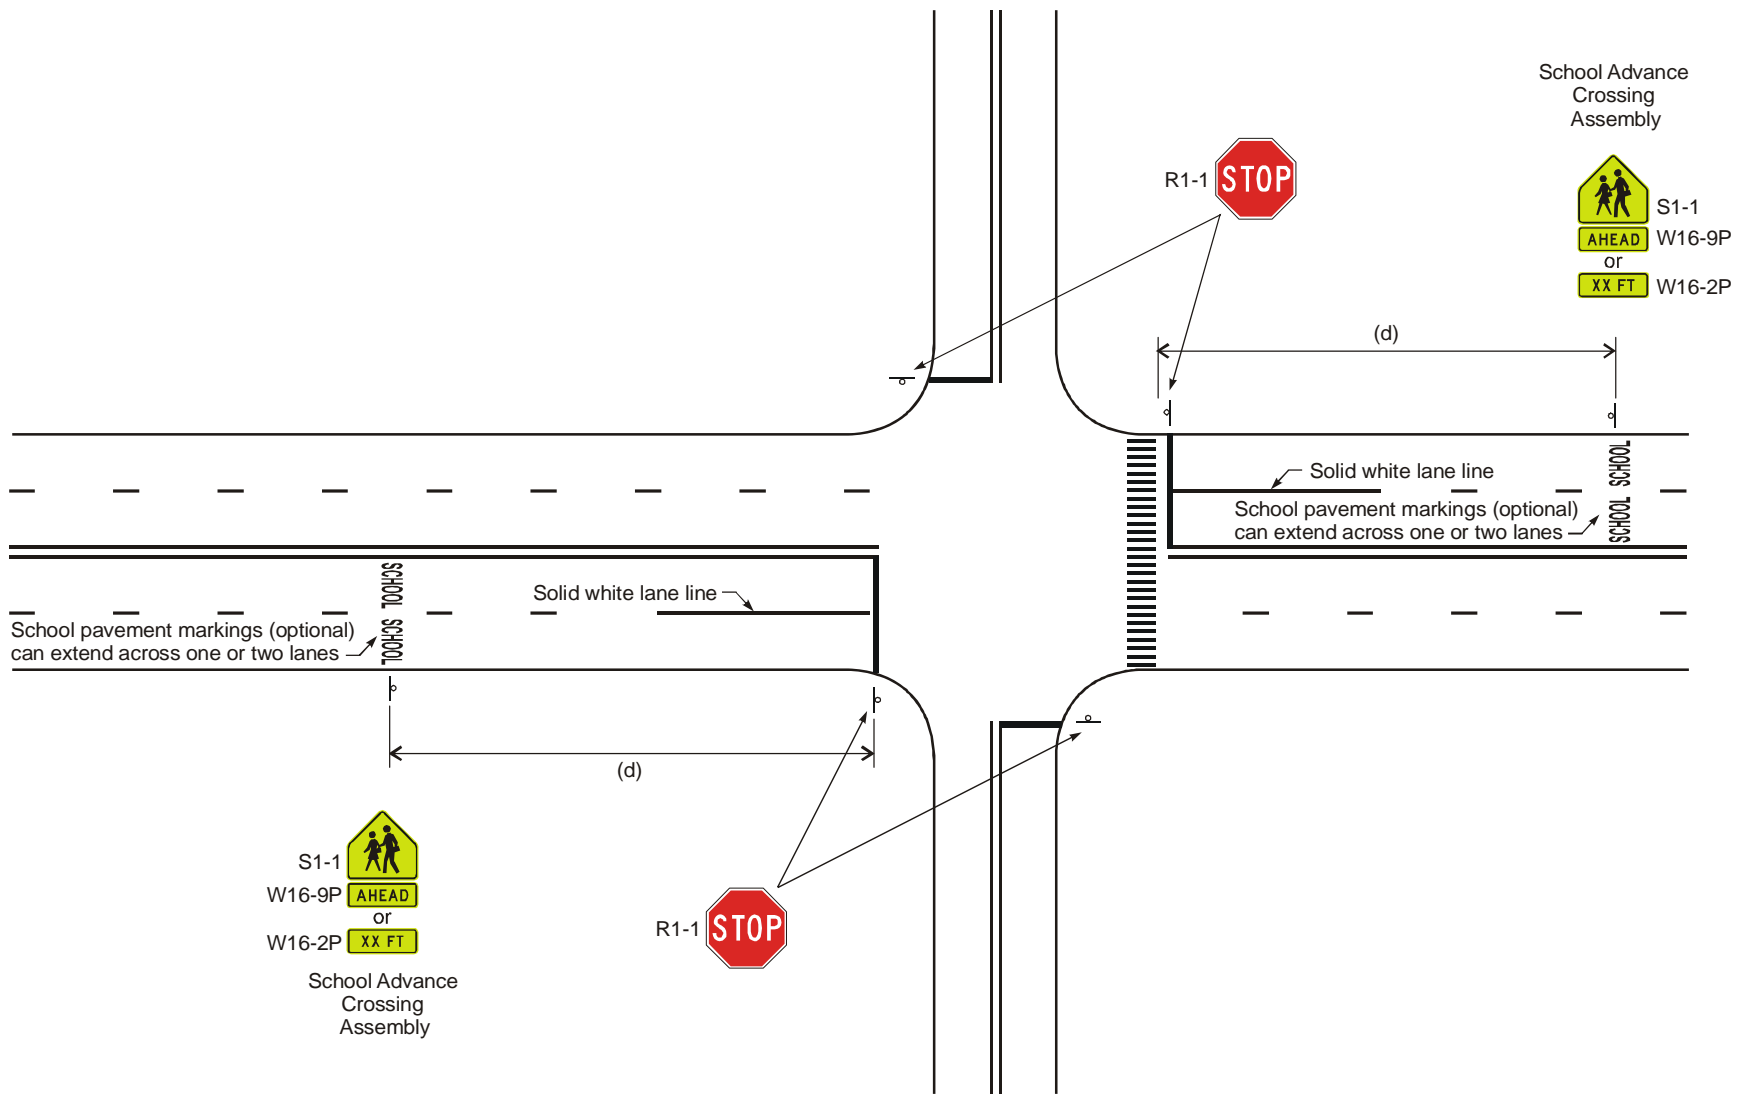 School Advance
Crossing
Assembly
R1-1
STOP
S1-1
AHEAD
W16-9P
or
XX FT
W16-2P
(d)
Solid white lane line
SCHOOL SCHOOL
School pavement markings (optional)
can extend across one or two lanes
SCHOOL SCHOOL
Solid white lane line
School pavement markings (optional)
can extend across one or two lanes
(d)
S1-1
W16-9P
AHEAD
or
W16-2P
XX FT
R1-1
STOP
School Advance
Crossing
Assembly